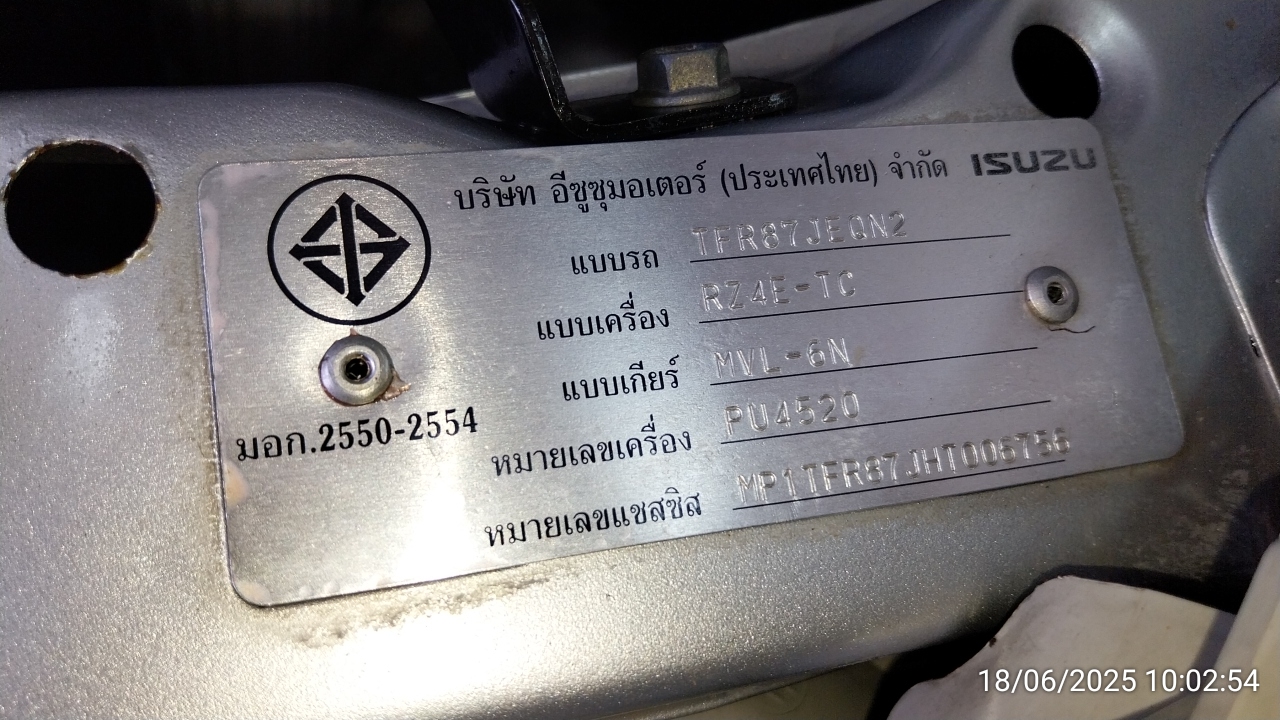 บริษัท อีซูซุมอเตอร์ (ประเทศไทย) จำกัด ISUZU
แบบรถ TFR87JEQN2
แบบเครื่อง RZ4E-TC
แบบเกียร์ MVL-6N
มอก.2550-2554
หมายเลขเครื่อง PU4520
หมายเลขแชสซิส MP1TFR87JHT006756
18/06/2025 10:02:54